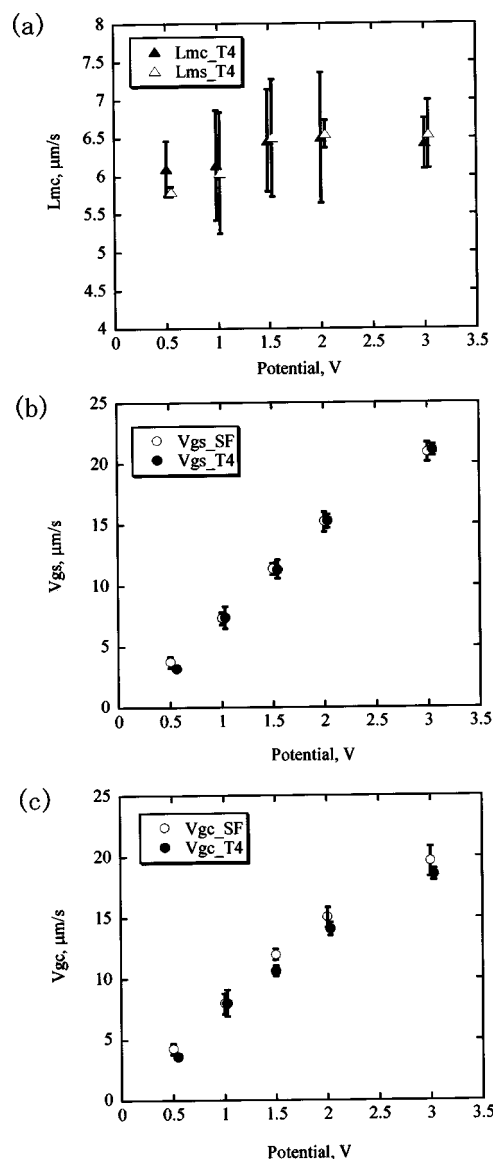 (a)
8
7.5
7
6.5
6
5.5
5
4.5
4
Lmc, μm/s
Lmc_T4
Lms_T4
0 0.5 1 1.5 2 2.5 3 3.5
Potential, V
(b)
25
20
15
10
5
0
Vgs, μm/s
Vgs_SF
Vgs_T4
0 0.5 1 1.5 2 2.5 3 3.5
Potential, V
(c)
25
20
15
10
5
0
Vgc, μm/s
Vgc_SF
Vgc_T4
0 0.5 1 1.5 2 2.5 3 3.5
Potential, V